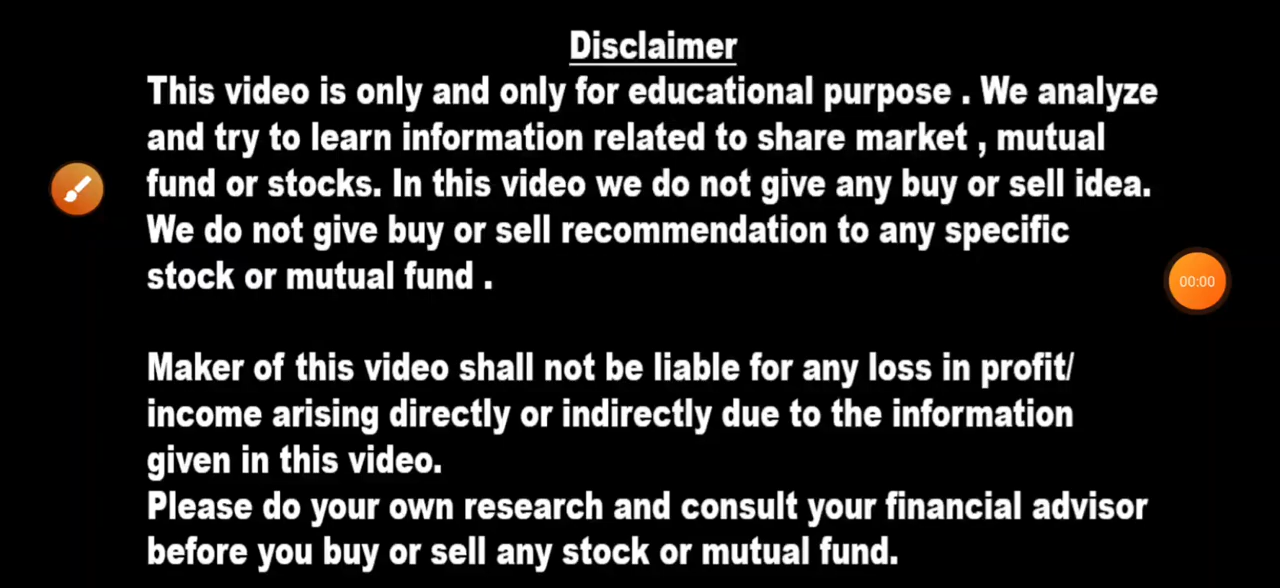 Disclaimer
This video is only and only for educational purpose . We analyze
and try to learn information related to share market , mutual
fund or stocks. In this video we do not give any buy or sell idea.
We do not give buy or sell recommendation to any specific
stock or mutual fund .
00:00
Maker of this video shall not be liable for any loss in profit/
income arising directly or indirectly due to the information
given in this video.
Please do your own research and consult your financial advisor
before you buy or sell any stock or mutual fund.